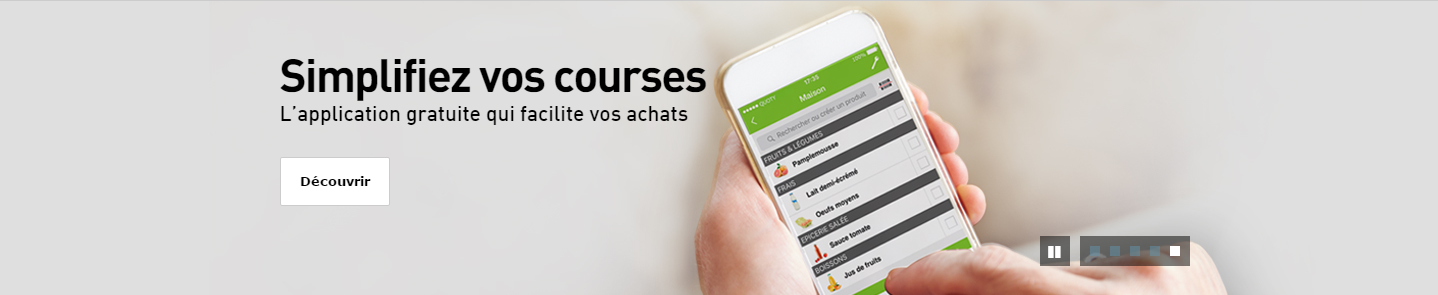 Simplifiez vos courses
L’application gratuite qui facilite vos achats
Découvrir
QUOTY
17:35
100%
Maison
Rechercher ou créer un produit
FRUITS & LÉGUMES
Pamplemousse
FRAIS
Lait demi-écrémé
Oeufs moyens
EPICERIE SALÉE
Sauce tomate
BOISSONS
Jus de fruits